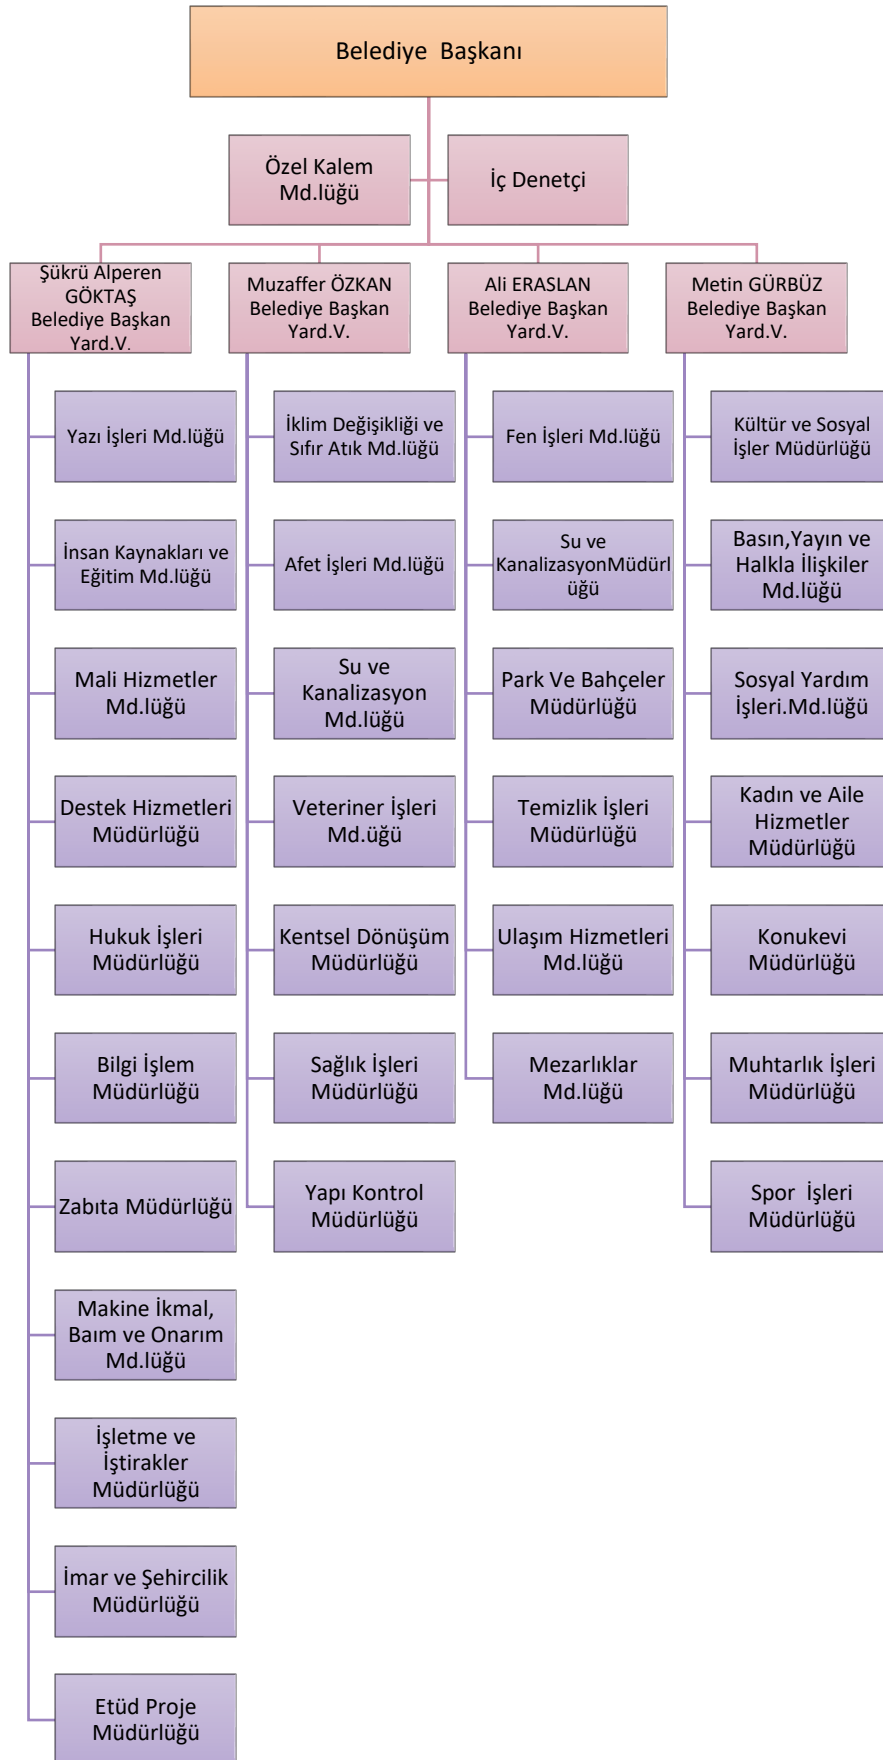 Belediye  Başkanı
Özel Kalem
Md.lüğü
İç Denetçi
Şükrü Alperen
GÖKTAŞ
Belediye Başkan
Yard.V.
Muzaffer ÖZKAN
Belediye Başkan
Yard.V.
Ali ERASLAN
Belediye Başkan
Yard.V.
Metin GÜRBÜZ
Belediye Başkan
Yard.V.
Yazı İşleri Md.lüğü
İnsan Kaynakları ve
Eğitim Md.lüğü
Mali Hizmetler
Md.lüğü
Destek Hizmetleri
Müdürlüğü
Hukuk İşleri
Müdürlüğü
Bilgi İşlem
Müdürlüğü
Zabıta Müdürlüğü
Makine İkmal,
Baım ve Onarım
Md.lüğü
İşletme ve
İştirakler
Müdürlüğü
İmar ve Şehircilik
Müdürlüğü
Etüd Proje
Müdürlüğü
İklim Değişikliği ve
Sıfır Atık Md.lüğü
Afet İşleri Md.lüğü
Su ve
Kanalizasyon
Md.lüğü
Veteriner İşleri
Md.üğü
Kentsel Dönüşüm
Müdürlüğü
Sağlık İşleri
Müdürlüğü
Yapı Kontrol
Müdürlüğü
Fen İşleri Md.lüğü
Su ve
KanalizasyonMüdürl
üğü
Park Ve Bahçeler
Müdürlüğü
Temizlik İşleri
Müdürlüğü
Ulaşım Hizmetleri
Md.lüğü
Mezarlıklar
Md.lüğü
Kültür ve Sosyal
İşler Müdürlüğü
Basın,Yayın ve
Halkla İlişkiler
Md.lüğü
Sosyal Yardım
İşleri.Md.lüğü
Kadın ve Aile
Hizmetler
Müdürlüğü
Konukevi
Müdürlüğü
Muhtarlık İşleri
Müdürlüğü
Spor  İşleri
Müdürlüğü